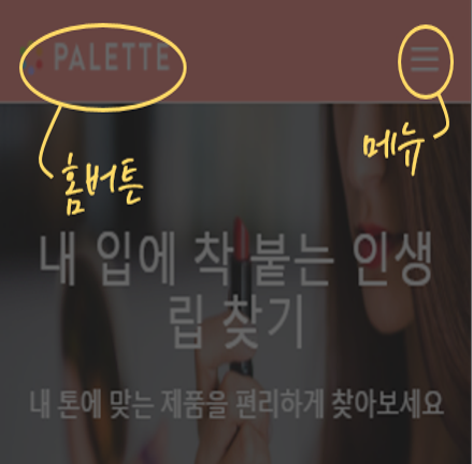 PALETTE
홈버튼
메뉴
내 입에 착 붙는 인생
립 찾기
내 톤에 맞는 제품을 편리하게 찾아보세요